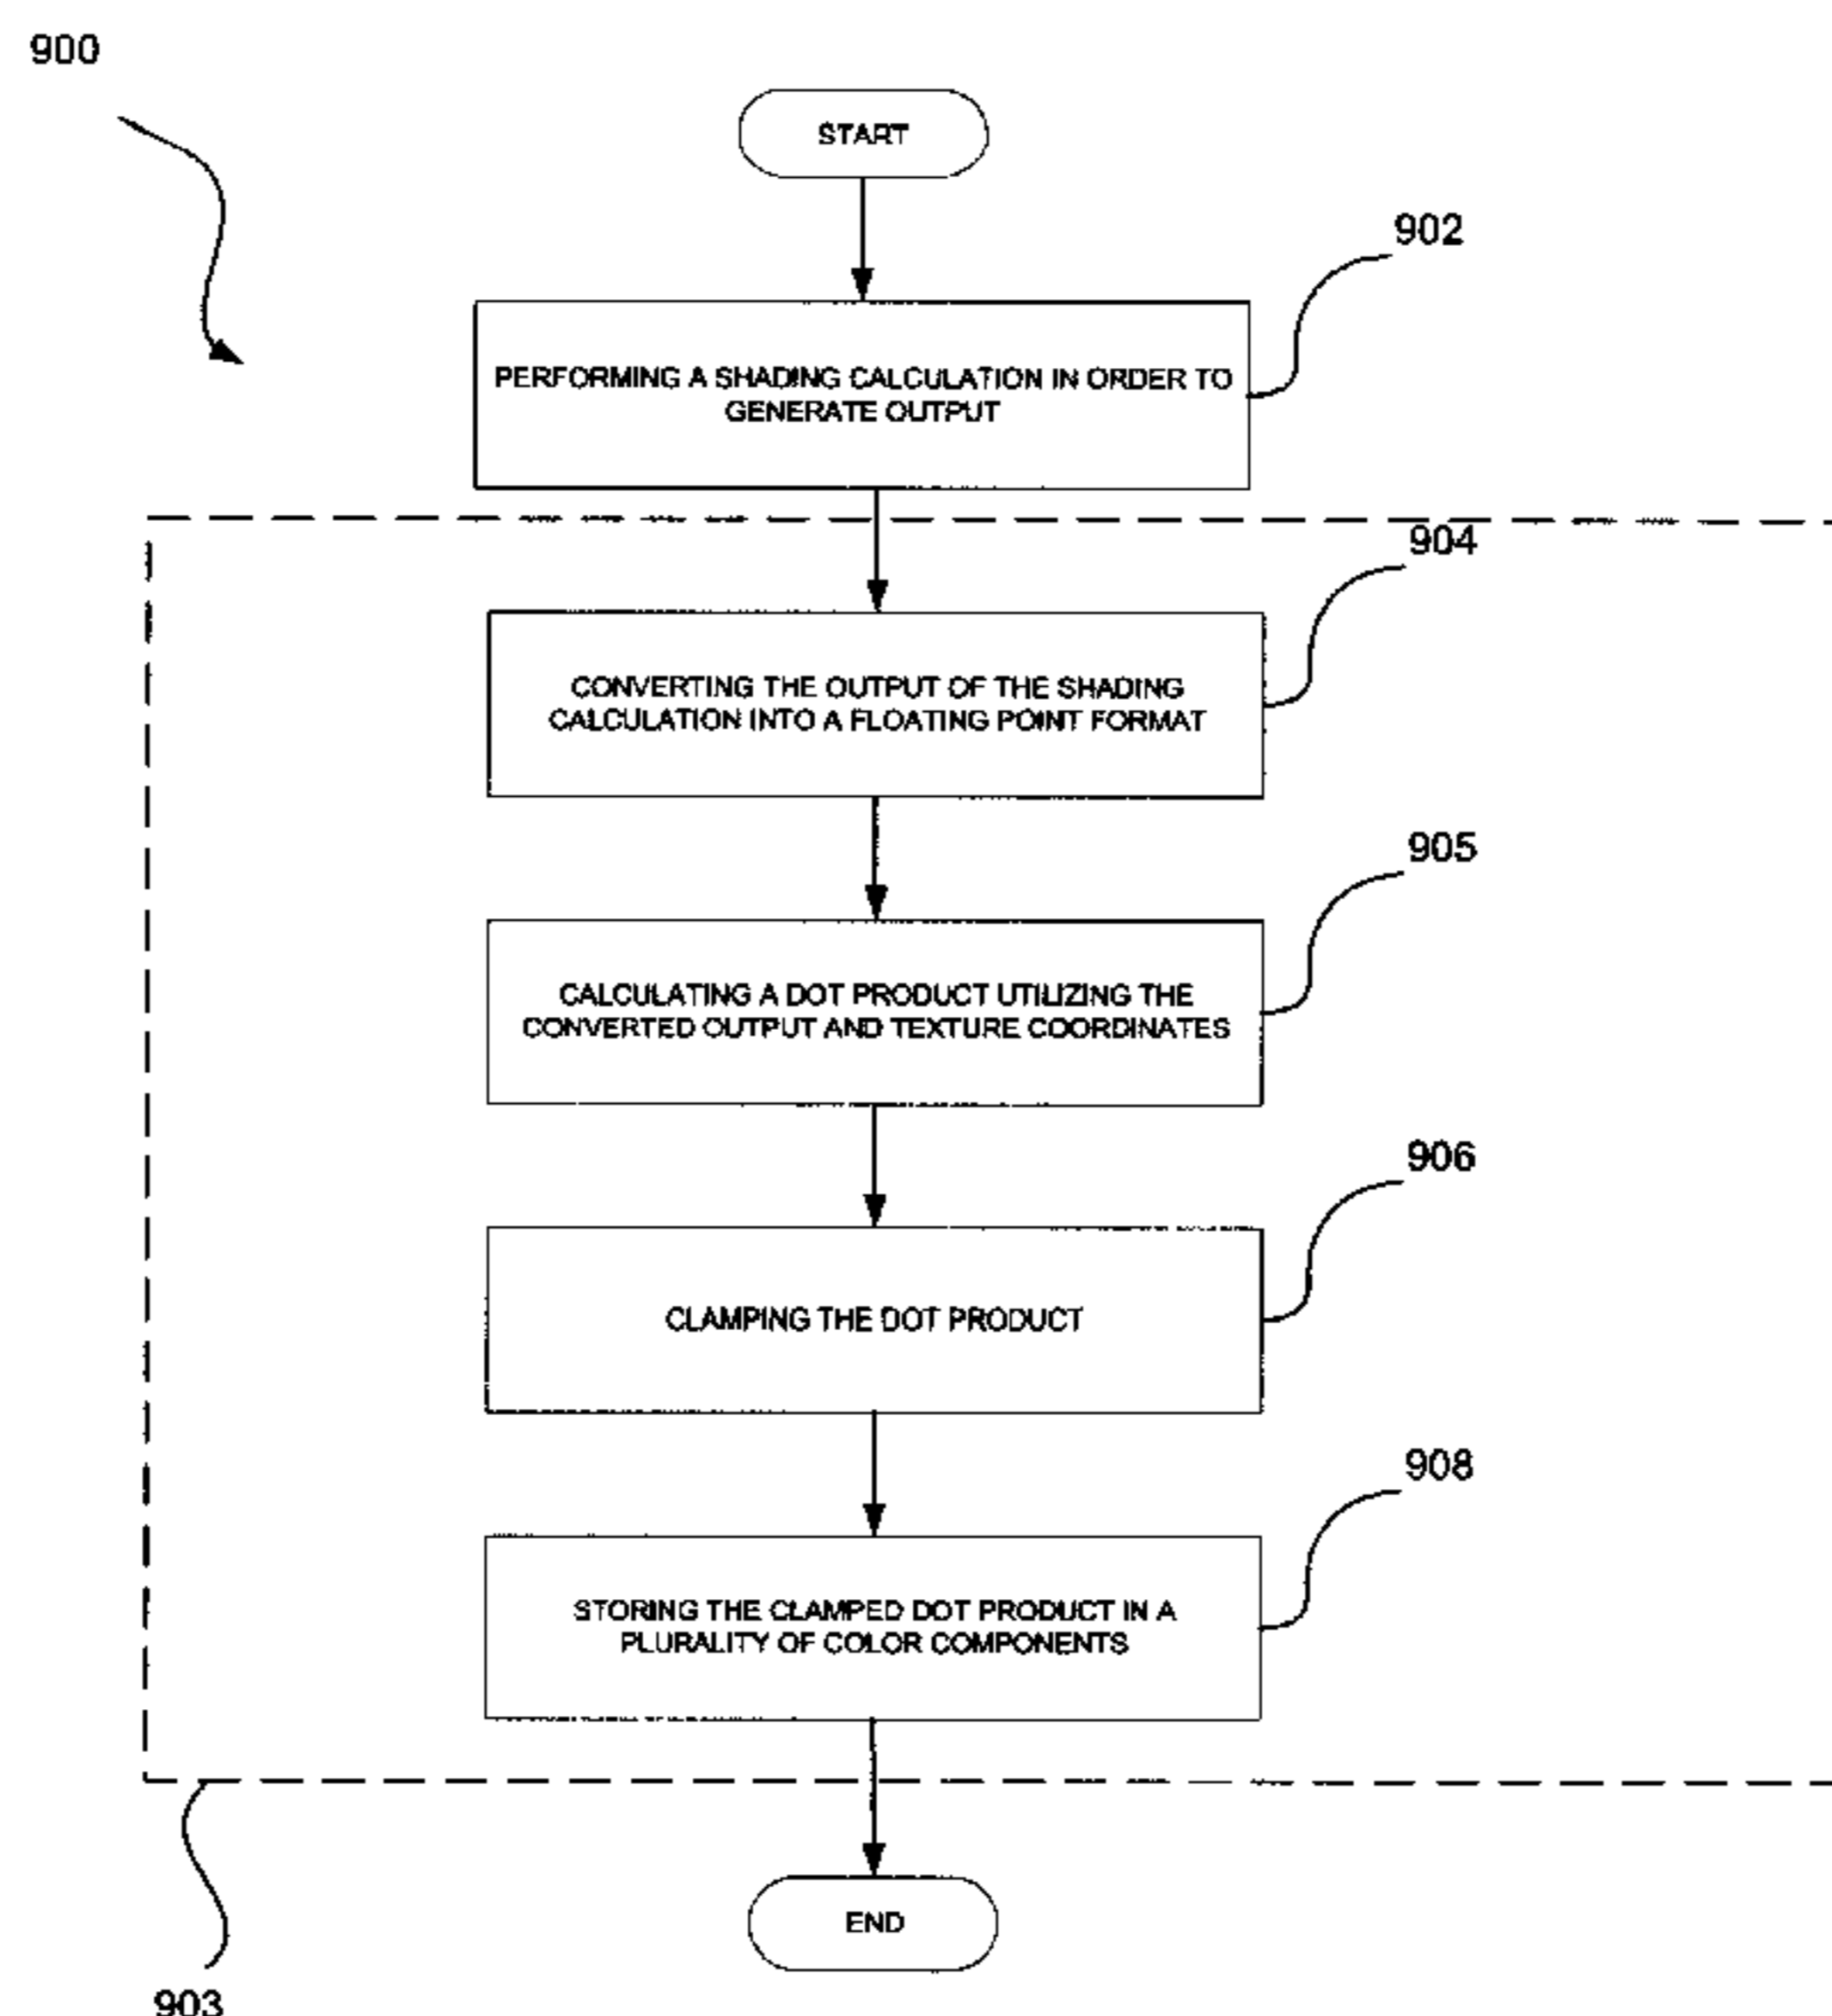 900
START
902
PERFORMING A SHADING CALCULATION IN ORDER TO
GENERATE OUTPUT
904
CONVERTING THE OUTPUT OF THE SHADING
CALCULATION INTO A FLOATING POINT FORMAT
905
CALCULATING A DOT PRODUCT UTILIZING THE
CONVERTED OUTPUT AND TEXTURE COORDINATES
906
CLAMPING THE DOT PRODUCT
908
STORING THE CLAMPED DOT PRODUCT IN A
PLURALITY OF COLOR COMPONENTS
END
903